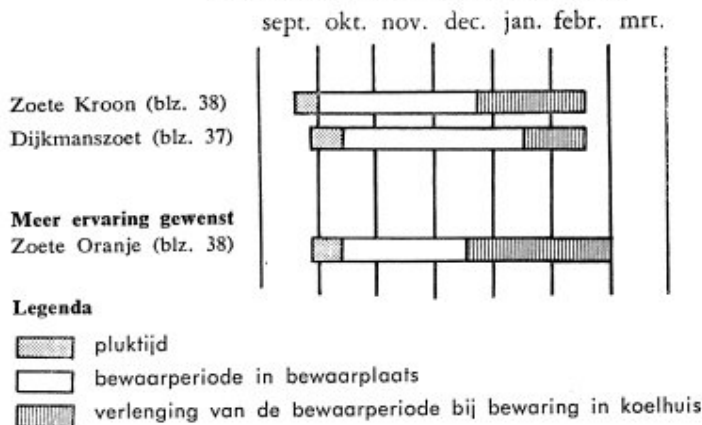 sept. okt. nov. dec. jan. febr. mrt.
Zoete Kroon (blz. 38)
Dijkmanszoet (blz. 37)
Meer ervaring gewenst
Zoete Oranje (blz. 38)
Legenda
pluktijd
bewaarperiode in bewaarplaats
verlenging van de bewaarperiode bij bewaring in koelhuis